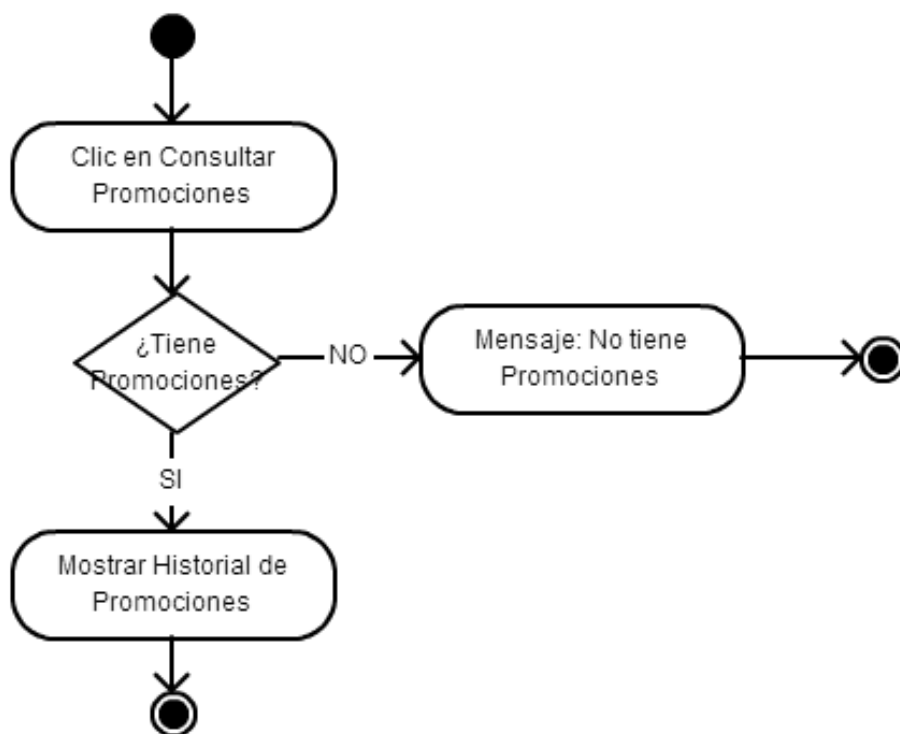 Clic en Consultar
Promociones
¿Tiene
Promociones?
NO
Mensaje: No tiene
Promociones
SI
Mostrar Historial de
Promociones